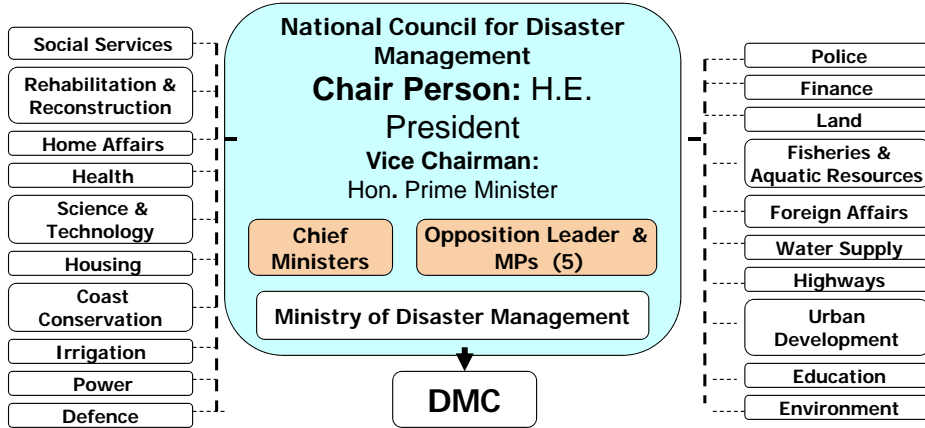 Social Services
Rehabilitation &
Reconstruction
Home Affairs
Health
Science &
Technology
Housing
Coast
Conservation
Irrigation
Power
Defence
National Council for Disaster
Management
Chair Person: H.E.
President
Vice Chairman:
Hon. Prime Minister
Chief
Ministers
Opposition Leader &
MPs (5)
Ministry of Disaster Management
DMC
Police
Finance
Land
Fisheries &
Aquatic Resources
Foreign Affairs
Water Supply
Highways
Urban
Development
Education
Environment